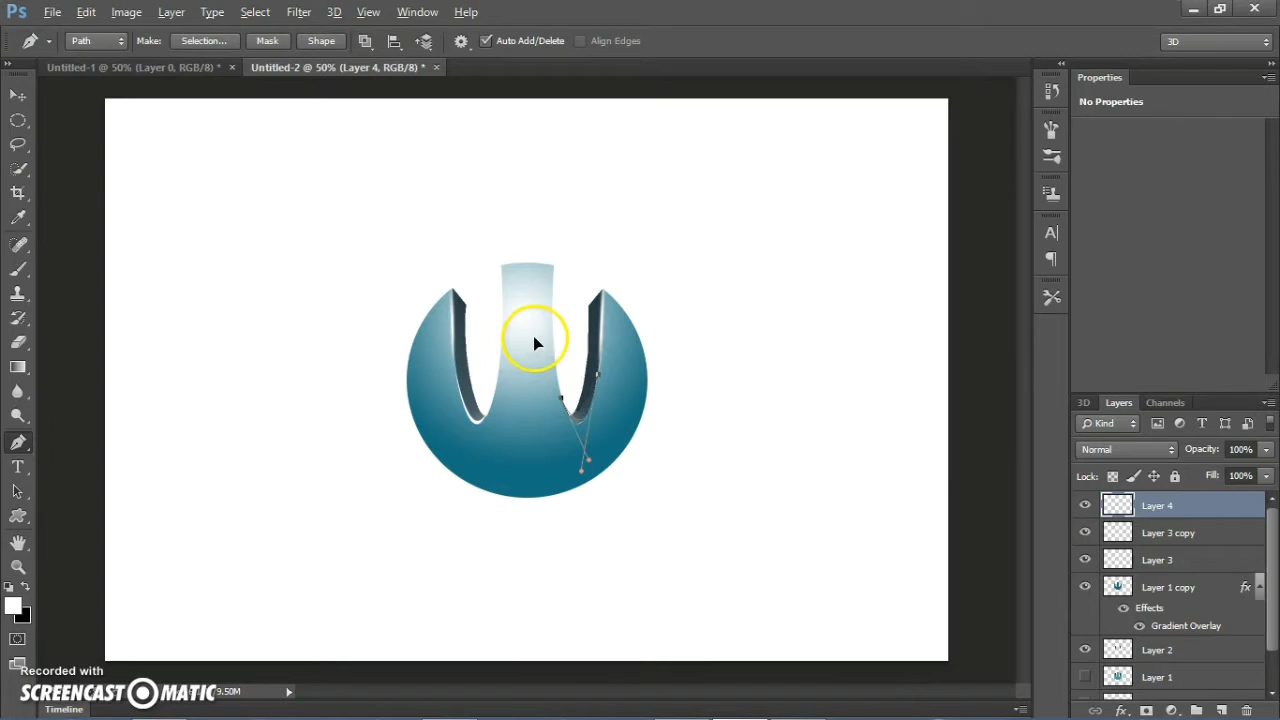 Ps File Edit Image Layer Type Select Filter 3D View Window Help
Path Make: Selection... Mask Shape Auto Add/Delete Align Edges 3D
Untitled-1 @ 50% (Layer 0, RGB/8) * × Untitled-2 @ 50% (Layer 4, RGB/8) * ×
Properties
No Properties
3D Layers Channels
Kind
Normal Opacity: 100%
Lock: Fill: 100%
Layer 4
Layer 3 copy
Layer 3
Layer 1 copy fx
Effects
Gradient Overlay
Layer 2
Layer 1
Recorded with
SCREENCAST O MATIC
9.50M
Timeline